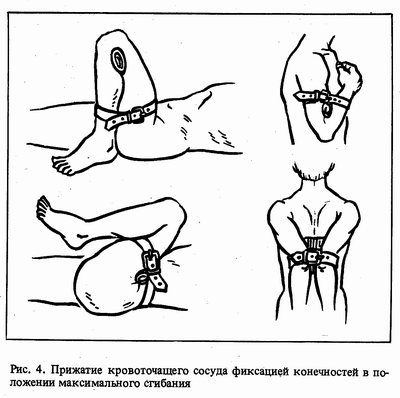 Рис. 4. Прижатие кровоточащего сосуда фиксацией конечностей в по-
ложении максимального сгибания